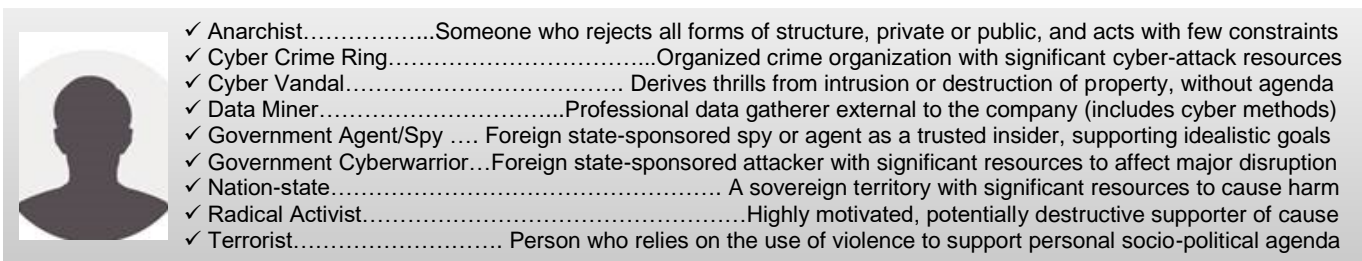 ✓ Anarchist……………...Someone who rejects all forms of structure, private or public, and acts with few constraints
✓ Cyber Crime Ring…………………………...Organized crime organization with significant cyber-attack resources
✓ Cyber Vandal……………………………. Derives thrills from intrusion or destruction of property, without agenda
✓ Data Miner………………………...Professional data gatherer external to the company (includes cyber methods)
✓ Government Agent/Spy …. Foreign state-sponsored spy or agent as a trusted insider, supporting idealistic goals
✓ Government Cyberwarrior…Foreign state-sponsored attacker with significant resources to affect major disruption
✓ Nation-state……………………………………………. A sovereign territory with significant resources to cause harm
✓ Radical Activist…………………………………………Highly motivated, potentially destructive supporter of cause
✓ Terrorist………………………. Person who relies on the use of violence to support personal socio-political agenda